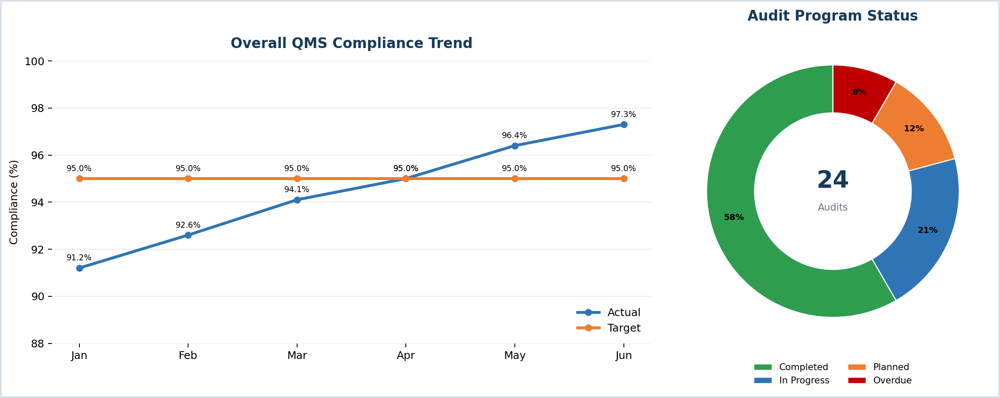 Overall QMS Compliance Trend
Compliance (%)
100
98
96
94
92
90
88
95.0%
95.0%
95.0%
95.0%
95.0%
95.0%
95.0%
91.2%
92.6%
94.1%
96.4%
97.3%
Jan
Feb
Mar
Apr
May
Jun
Actual
Target
Audit Program Status
8%
12%
21%
58%
24
Audits
Completed
In Progress
Planned
Overdue